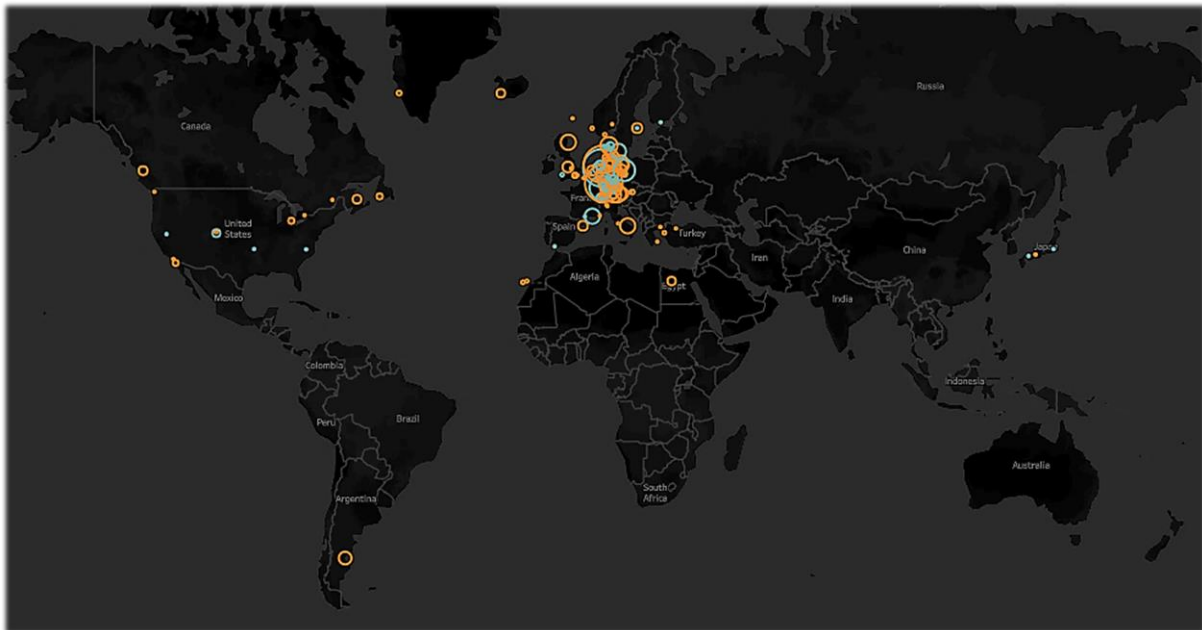 Russia
Canada
France
United
States
Spain
Turkey
Japan
China
Iran
Algeria
Egypt
Mexico
India
Colombia
Indonesia
Peru
Brazil
Australia
South
Africa
Argentina